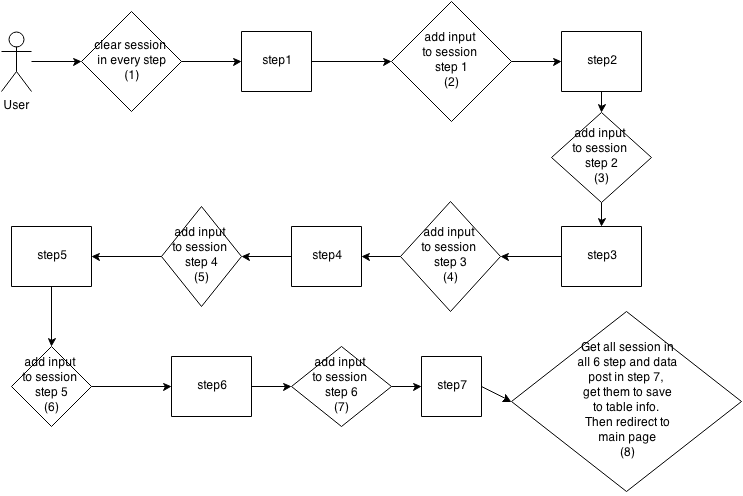 User
clear session
in every step
(1)
step1
add input
to session
step 1
(2)
step2
add input
to session
step 2
(3)
step3
add input
to session
step 3
(4)
step4
add input
to session
step 4
(5)
step5
add input
to session
step 5
(6)
step6
add input
to session
step 6
(7)
step7
Get all session in
all 6 step and data
post in step 7,
get them to save
to table info.
Then redirect to
main page
(8)